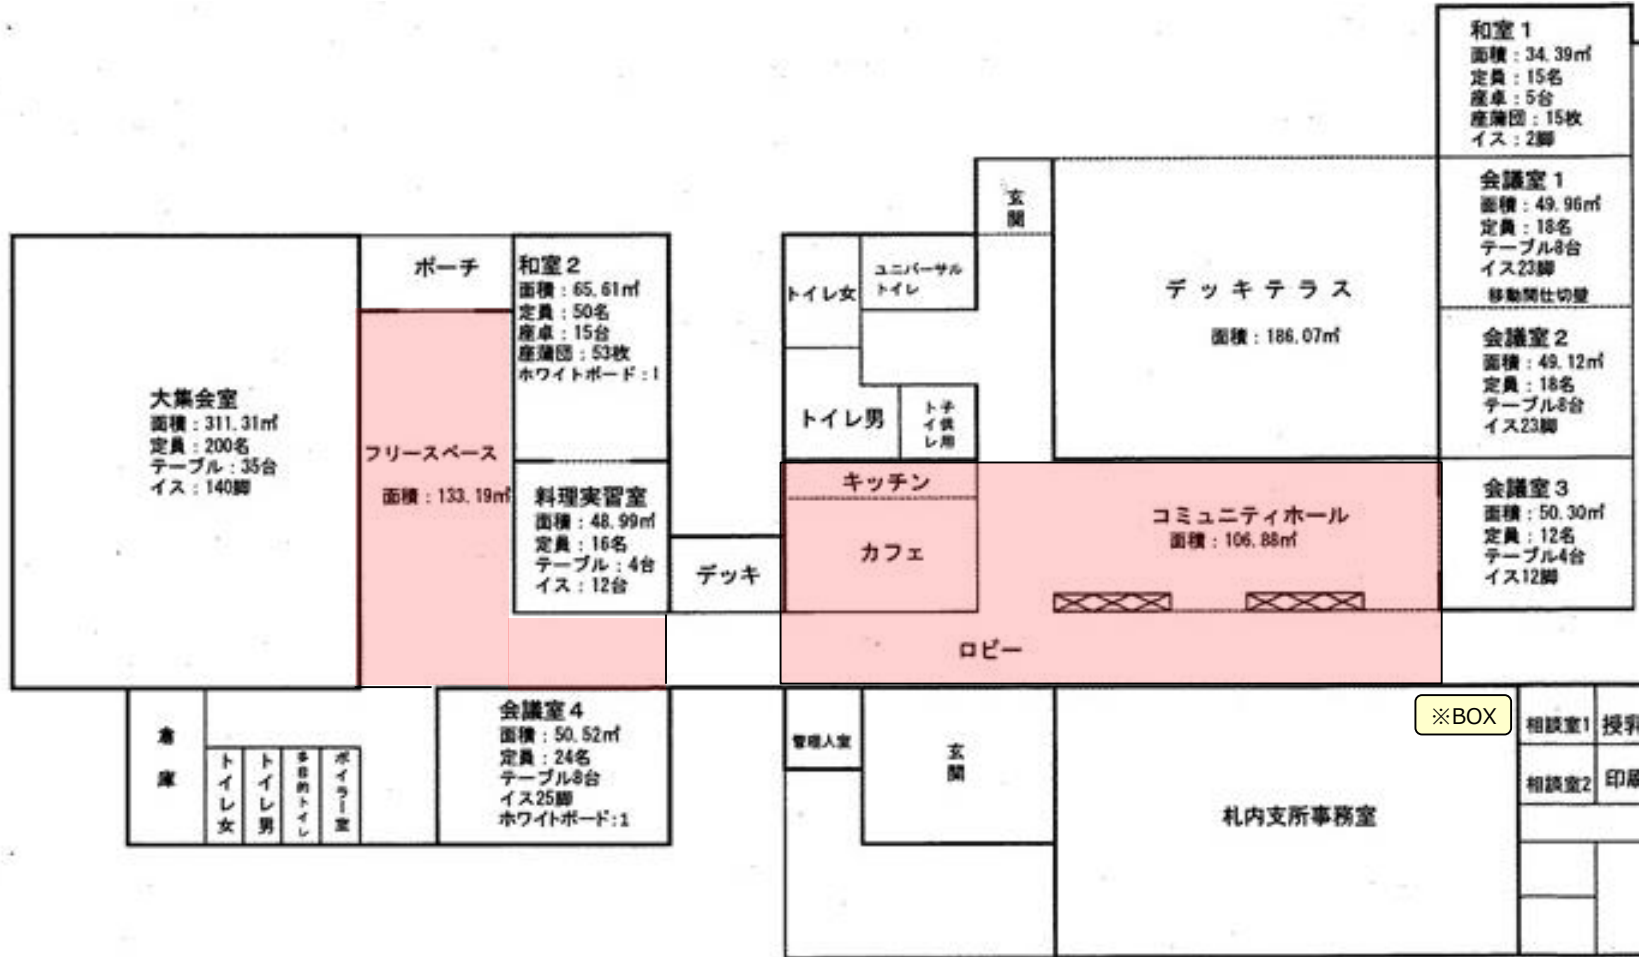 和室1
面積：34.39㎡
定員：15名
座卓：5台
座蒲団：15枚
イス：2脚
会議室1
面積：49.96㎡
定員：18名
テーブル8台
イス23脚
移動間仕切壁
会議室2
面積：49.12㎡
定員：18名
テーブル8台
イス23脚
会議室3
面積：50.30㎡
定員：12名
テーブル4台
イス12脚
玄関
デッキテラス
面積：186.07㎡
ポーチ
和室2
面積：65.61㎡
定員：50名
座卓：15台
座蒲団：53枚
ホワイトボード：1
トイレ女
ユニバーサル
トイレ
トイレ男
子供用
トイレ
大集会室
面積：311.31㎡
定員：200名
テーブル：35台
イス：140脚
フリースペース
面積：133.19㎡
料理実習室
面積：48.99㎡
定員：16名
テーブル：4台
イス：12台
デッキ
キッチン
カフェ
コミュニティホール
面積：106.88㎡
ロビー
倉庫
トイレ女
トイレ男
多目的トイレ
ボイラー室
会議室4
面積：50.52㎡
定員：24名
テーブル8台
イス25脚
ホワイトボード：1
管理人室
玄関
※BOX
札内支所事務室
相談室1
授乳
相談室2
印刷